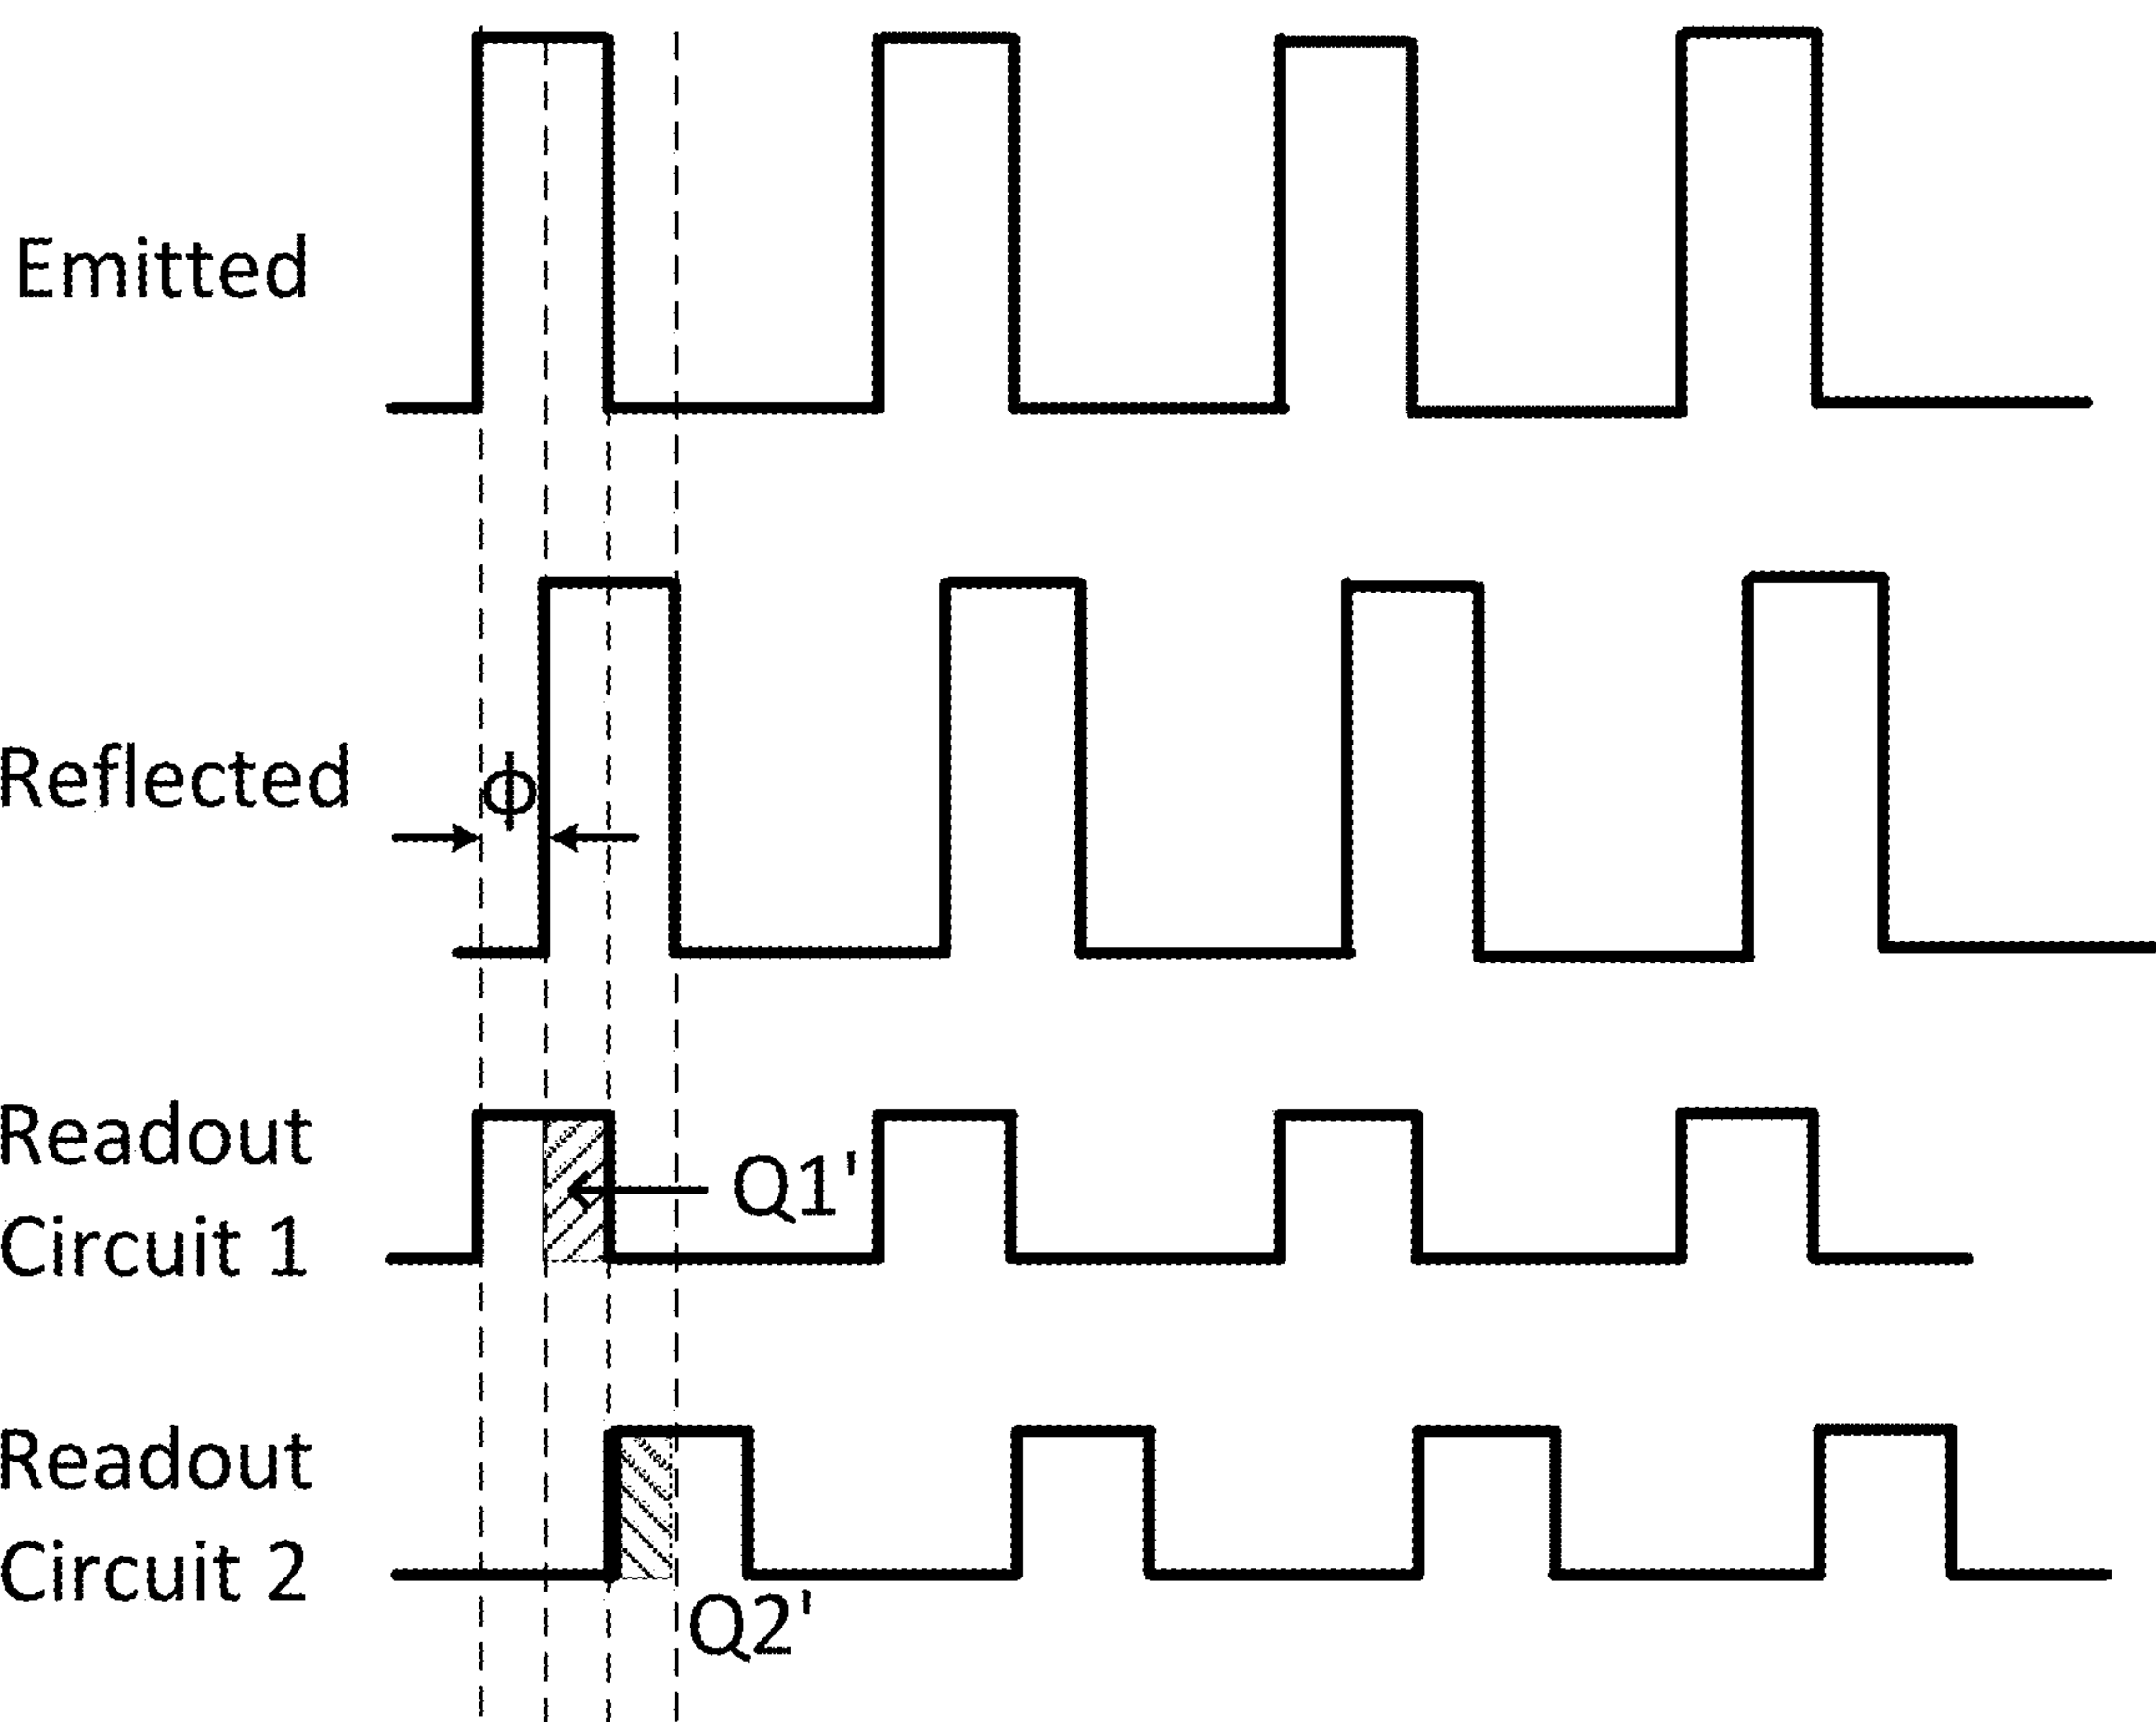 Emitted
Reflected
ϕ
Readout
Circuit 1
Q1'
Readout
Circuit 2
Q2'